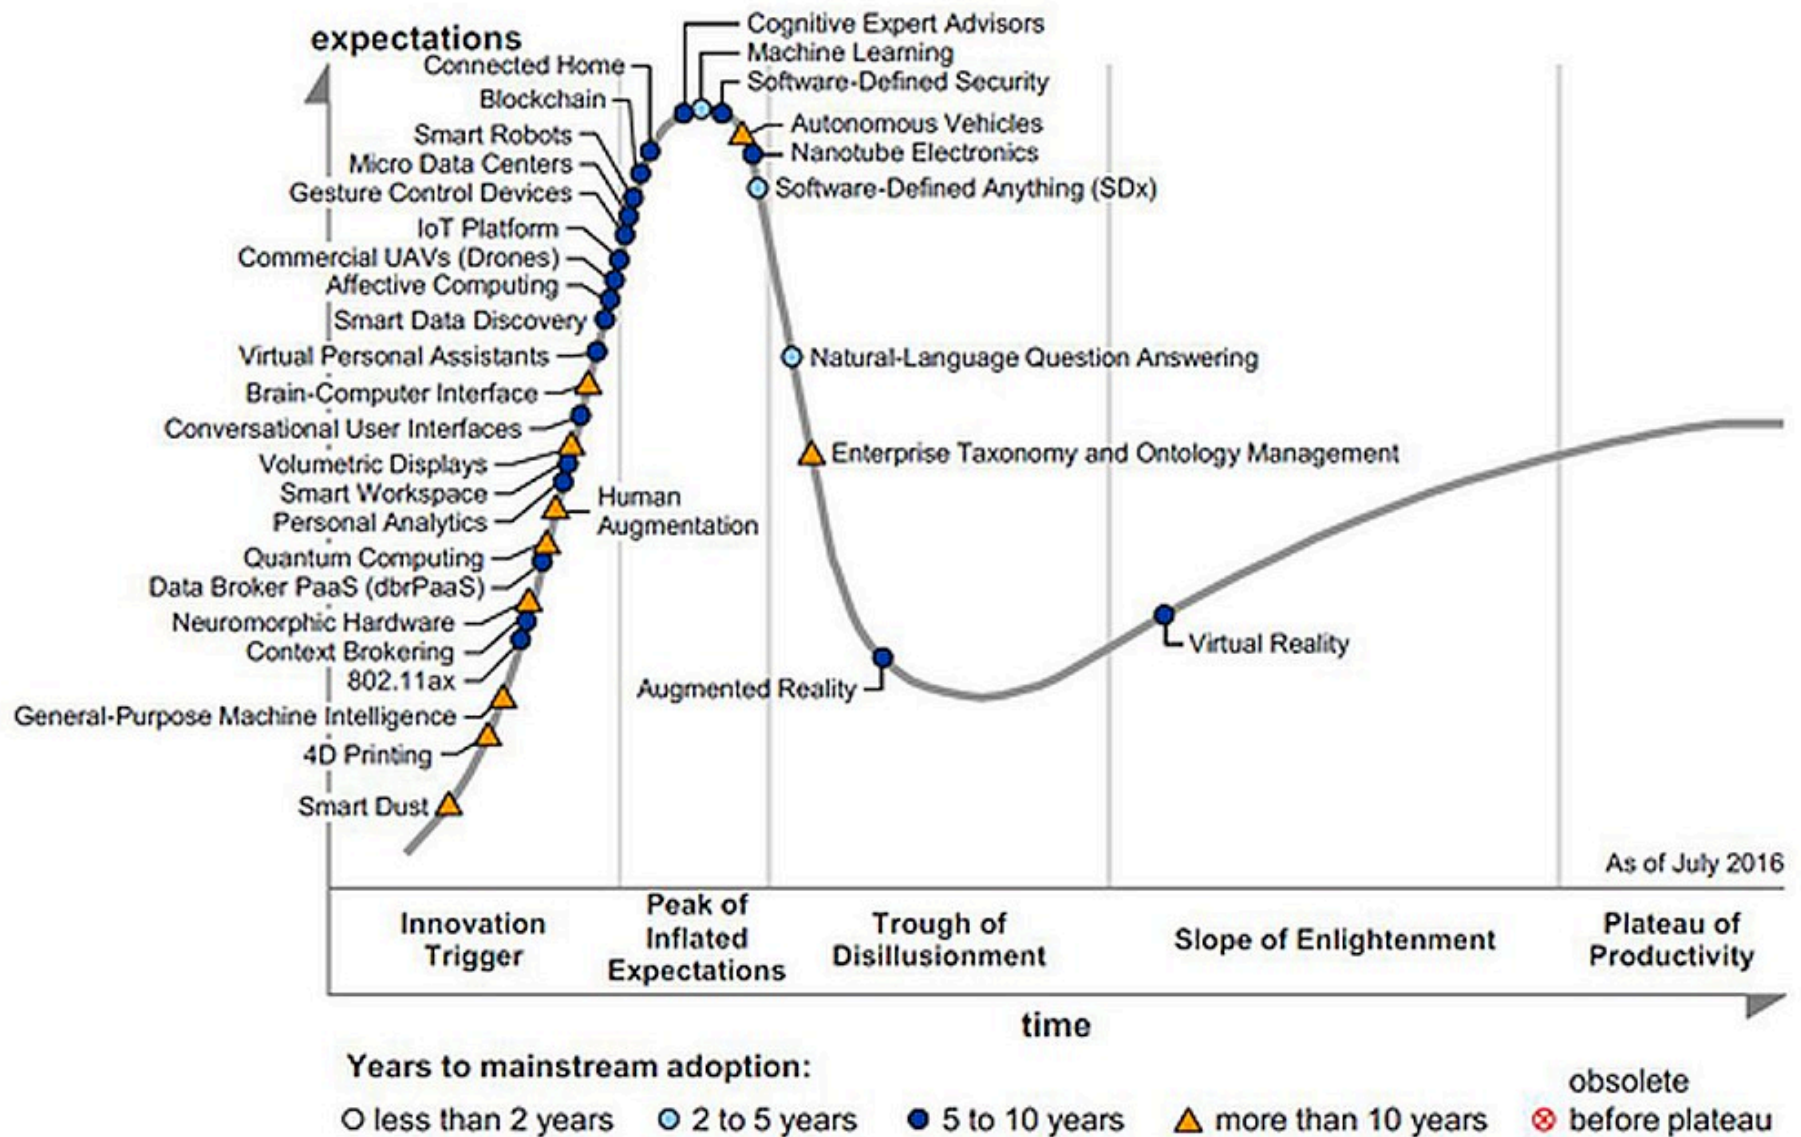 expectations
Cognitive Expert Advisors
Machine Learning
Connected Home
Software-Defined Security
Blockchain
Autonomous Vehicles
Smart Robots
Nanotube Electronics
Micro Data Centers
Software-Defined Anything (SDx)
Gesture Control Devices
IoT Platform
Commercial UAVs (Drones)
Affective Computing
Smart Data Discovery
Virtual Personal Assistants
Natural-Language Question Answering
Brain-Computer Interface
Conversational User Interfaces
Enterprise Taxonomy and Ontology Management
Volumetric Displays
Smart Workspace
Human
Augmentation
Personal Analytics
Quantum Computing
Data Broker PaaS (dbrPaaS)
Neuromorphic Hardware
Context Brokering
Virtual Reality
802.11ax
Augmented Reality
General-Purpose Machine Intelligence
4D Printing
Smart Dust
As of July 2016
Innovation
Trigger
Peak of
Inflated
Expectations
Trough of
Disillusionment
Slope of Enlightenment
Plateau of
Productivity
time
Years to mainstream adoption:
less than 2 years
2 to 5 years
5 to 10 years
more than 10 years
obsolete
before plateau